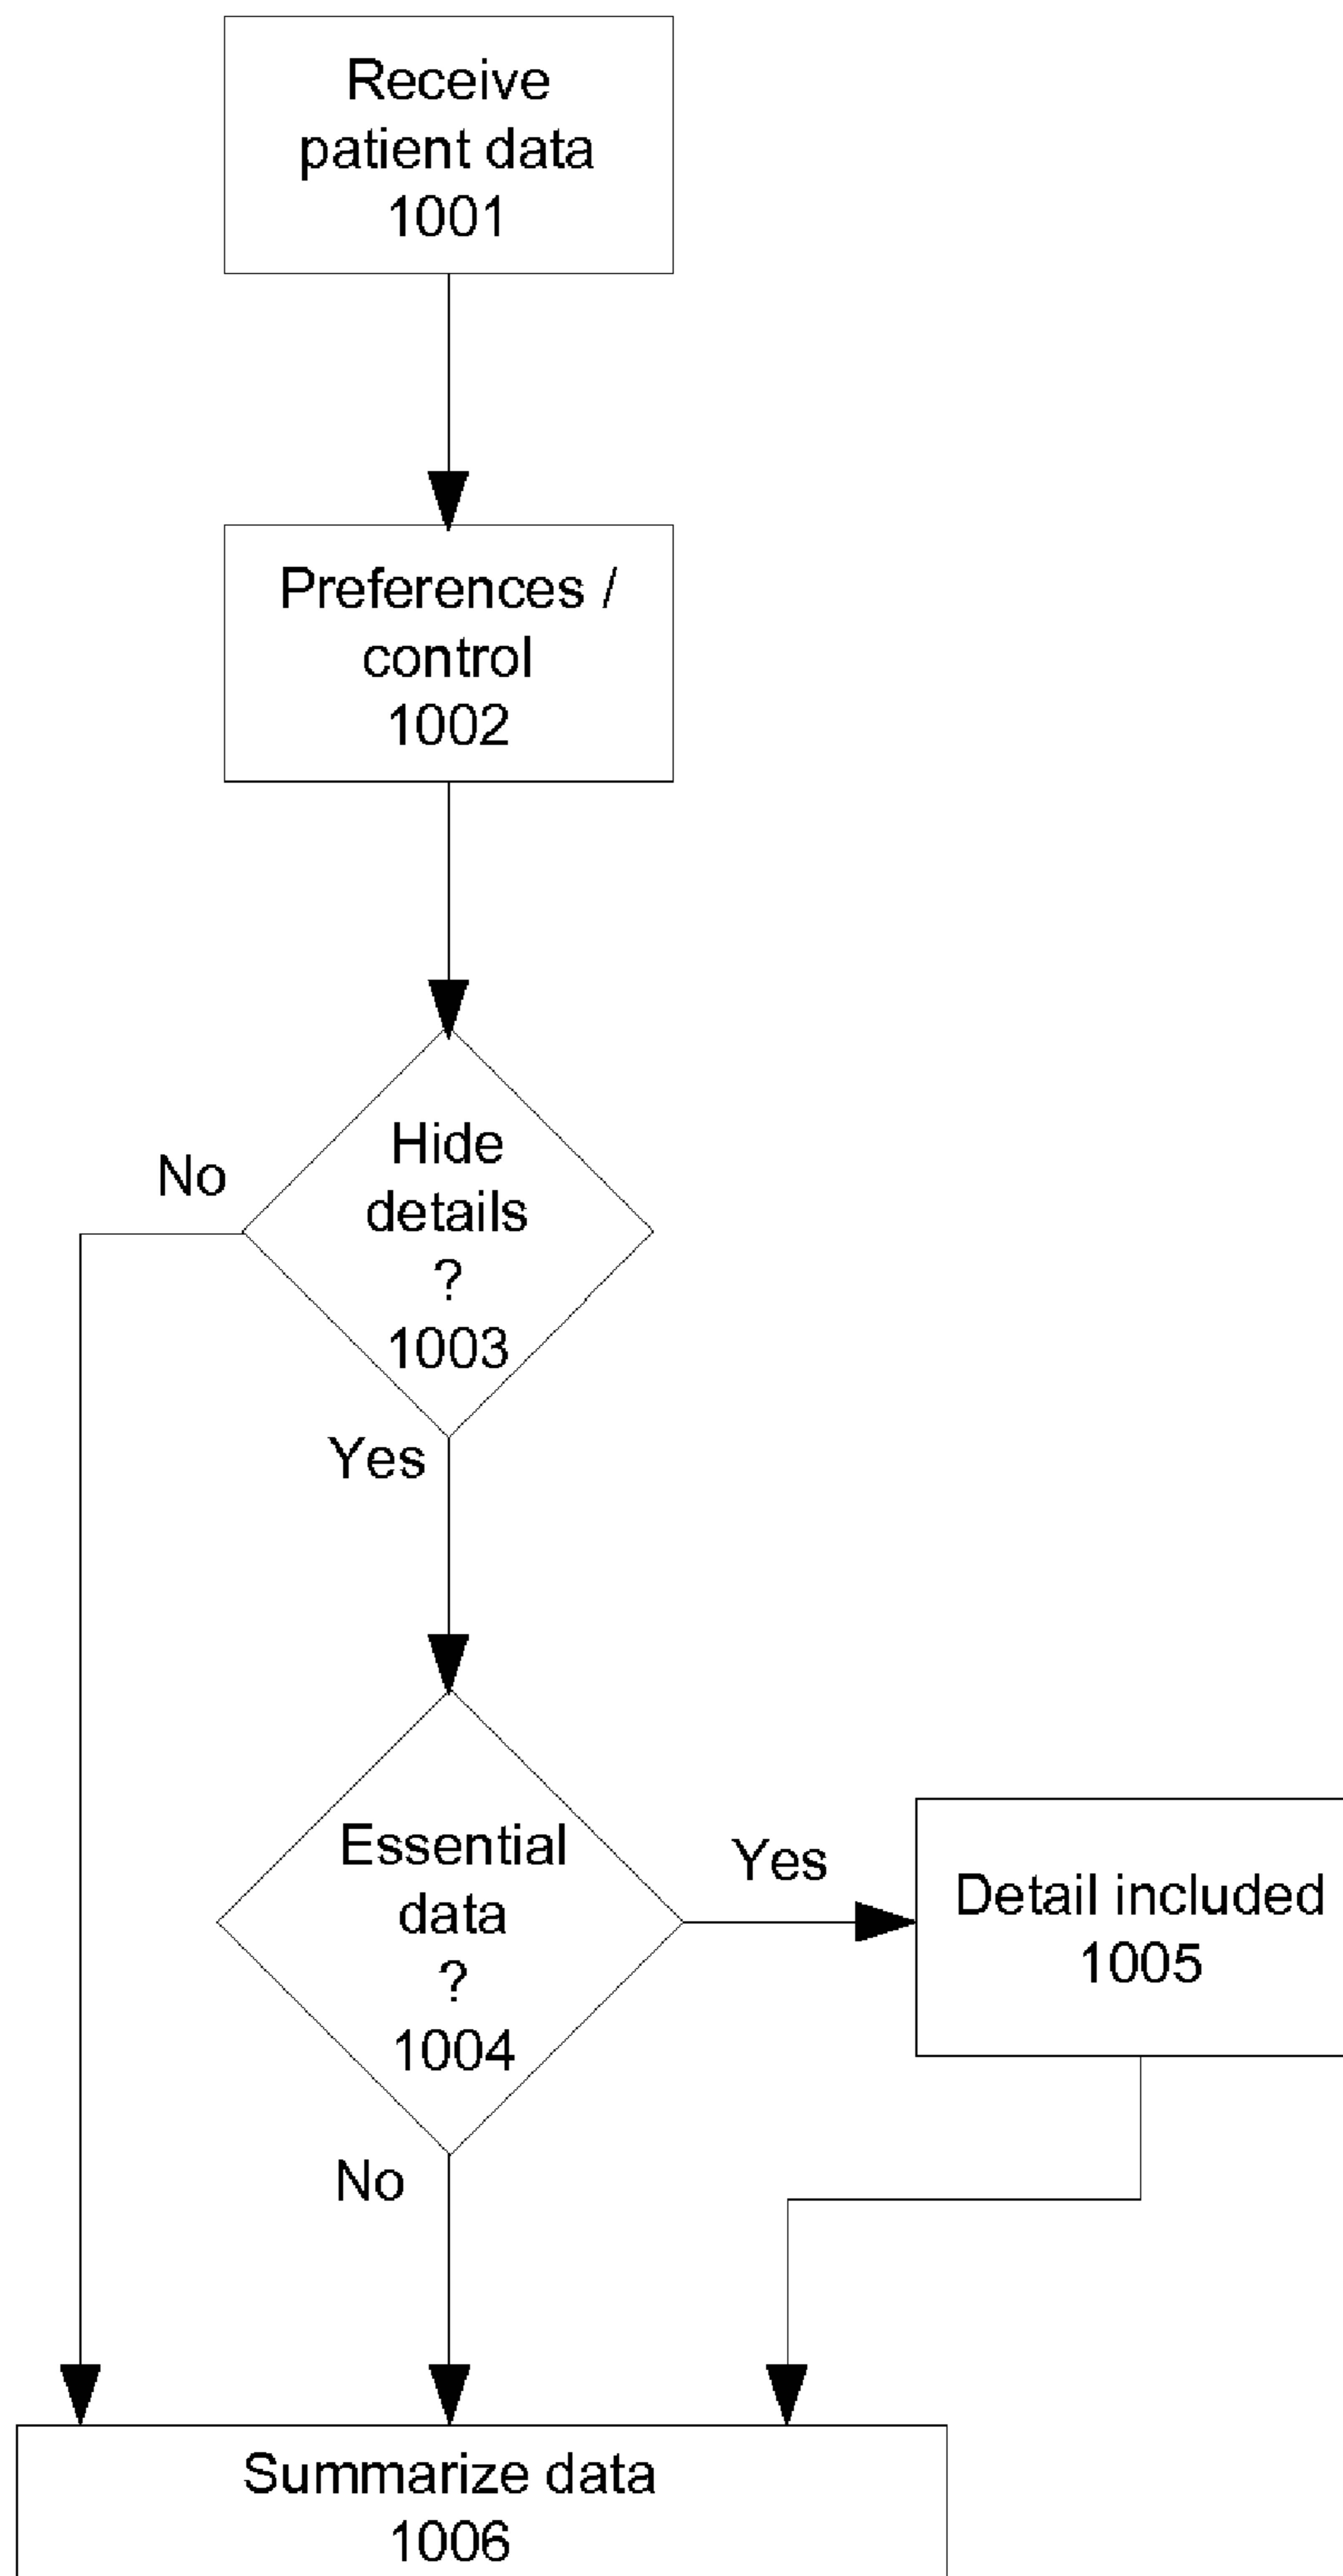 Receive
patient data
1001
Preferences /
control
1002
Hide
details
?
1003
No
Yes
Essential
data
?
1004
Yes
Detail included
1005
No
Summarize data
1006